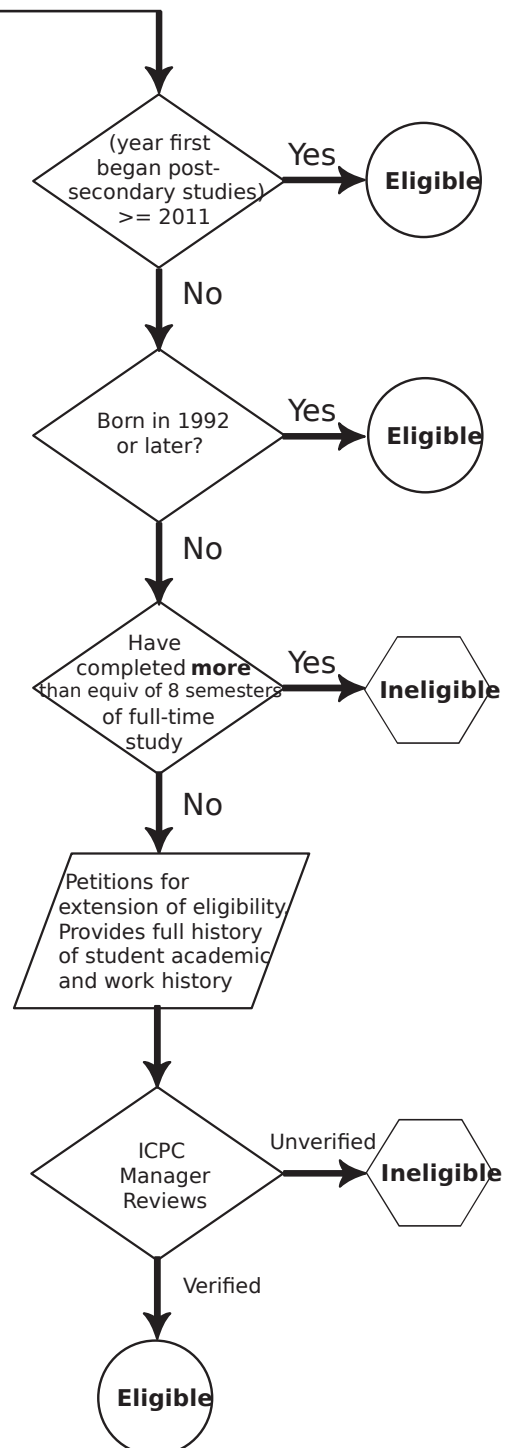 (year first
began post-
secondary studies)
>= 2011
Yes
Eligible
No
Born in 1992
or later?
Yes
Eligible
No
Have
completed more
than equiv of 8 semesters
of full-time
study
Yes
Ineligible
No
Petitions for
extension of eligibility.
Provides full history
of student academic
and work history
ICPC
Manager
Reviews
Unverified
Ineligible
Verified
Eligible